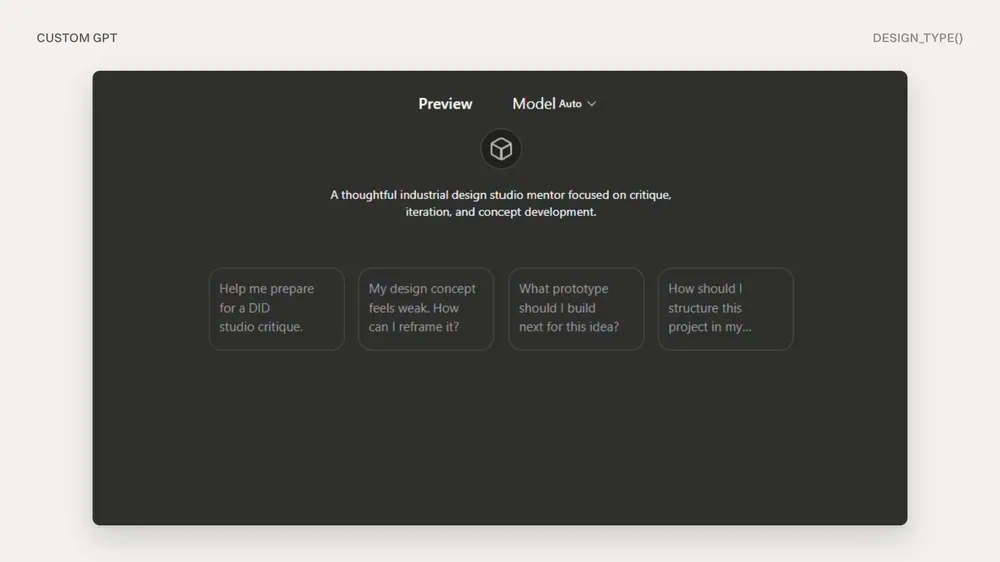 CUSTOM GPT
DESIGN_TYPE()
Preview
Model Auto
A thoughtful industrial design studio mentor focused on critique,
iteration, and concept development.
Help me prepare
for a DID
studio critique.
My design concept
feels weak. How
can I reframe it?
What prototype
should I build
next for this idea?
How should I
structure this
project in my...